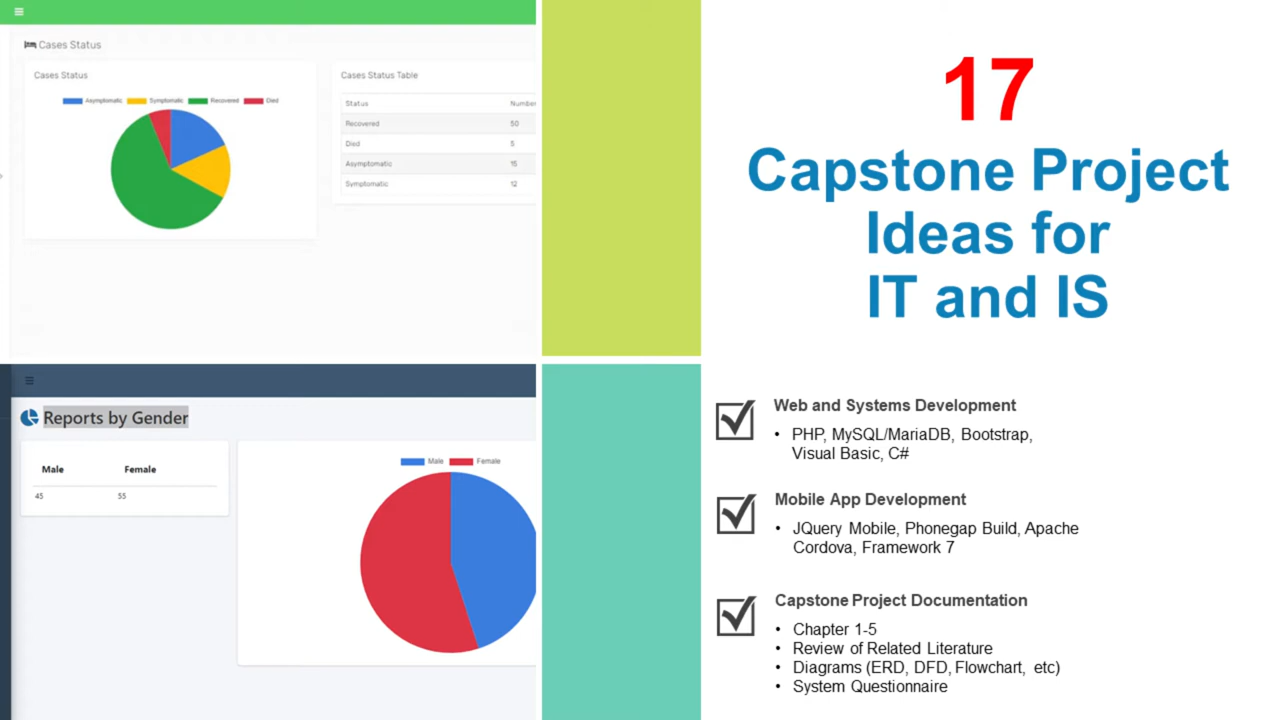 Cases Status
Cases Status
Asymptomatic Symptomatic Recovered Died
Cases Status Table
Status Number
Recovered 50
Died 5
Asymptomatic 15
Symptomatic 12
17
Capstone Project
Ideas for
IT and IS
Reports by Gender
Male Female
45 55
Male Female
Web and Systems Development
• PHP, MySQL/MariaDB, Bootstrap,
Visual Basic, C#
Mobile App Development
• JQuery Mobile, Phonegap Build, Apache
Cordova, Framework 7
Capstone Project Documentation
• Chapter 1-5
• Review of Related Literature
• Diagrams (ERD, DFD, Flowchart, etc)
• System Questionnaire